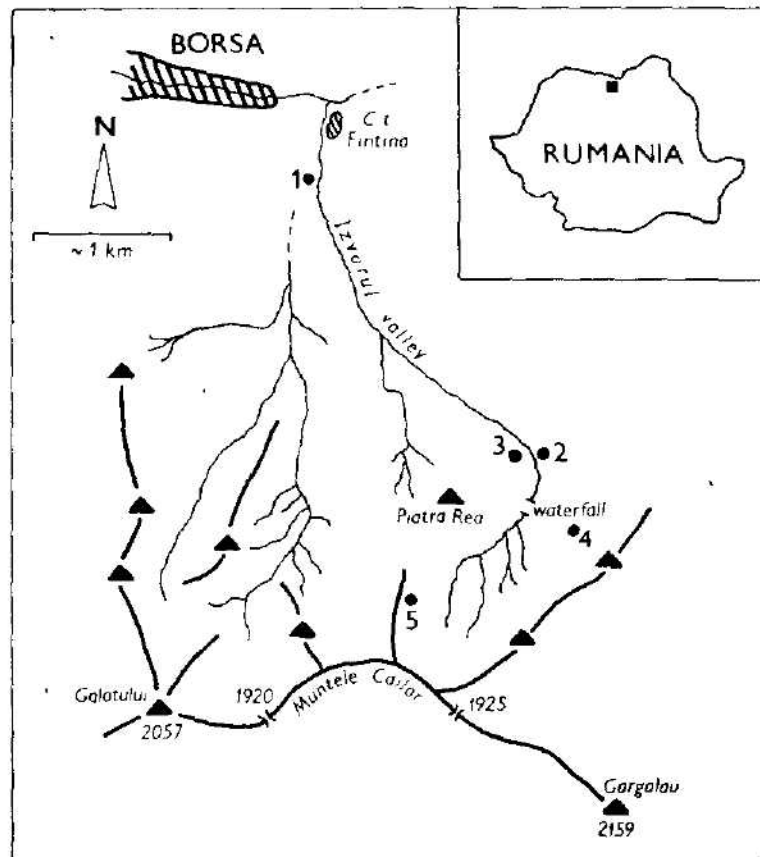 BORSA
N
C t
Fintina
1
~ 1 km
RUMANIA
Izvorul valley
3
2
Piatra Rea
waterfall
4
5
Galatului
2057
1920
Muntele
1925
Gargalau
2159